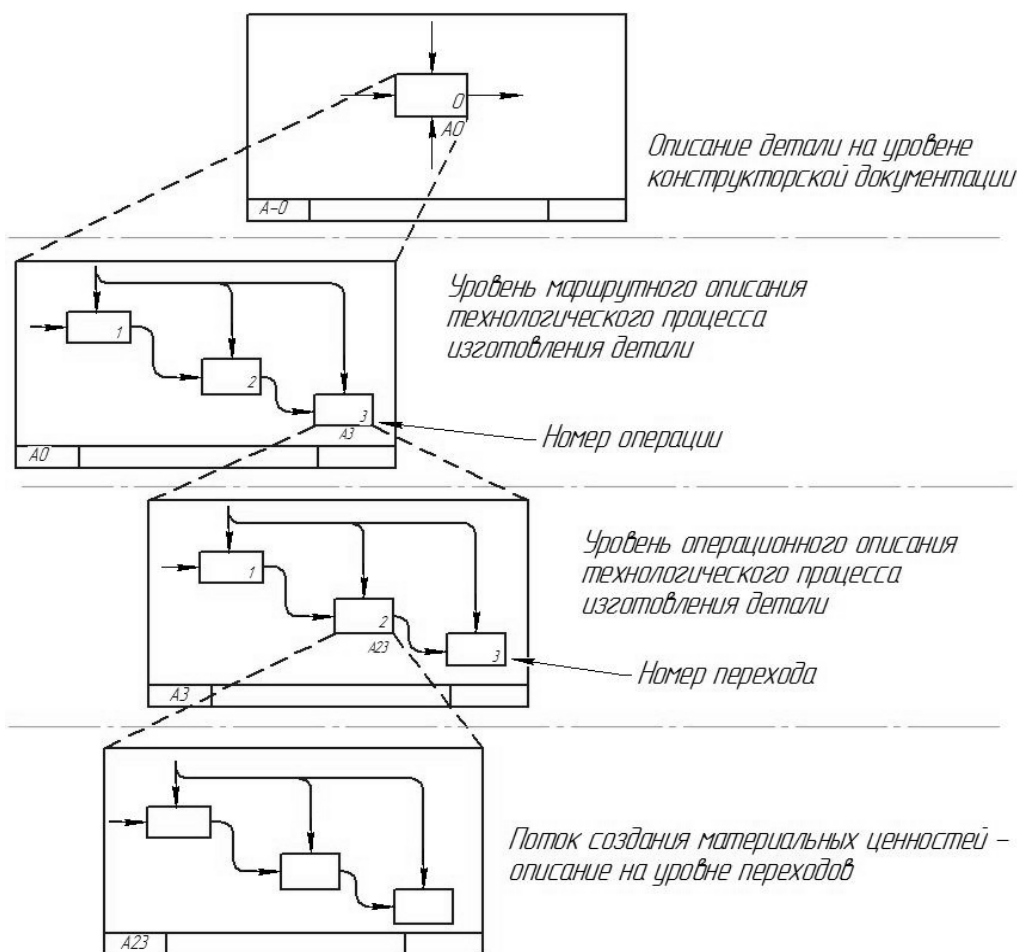 0
A0
Описание детали на уровене
конструкторской документации
A-0
Уровень маршрутного описания
технологического процесса
изготовления детали
1
2
3
A3
Номер операции
A0
Уровень операционного описания
технологического процесса
изготовления детали
1
2
A23
3
Номер перехода
A3
Поток создания материальных ценностей –
описание на уровне переходов
A23